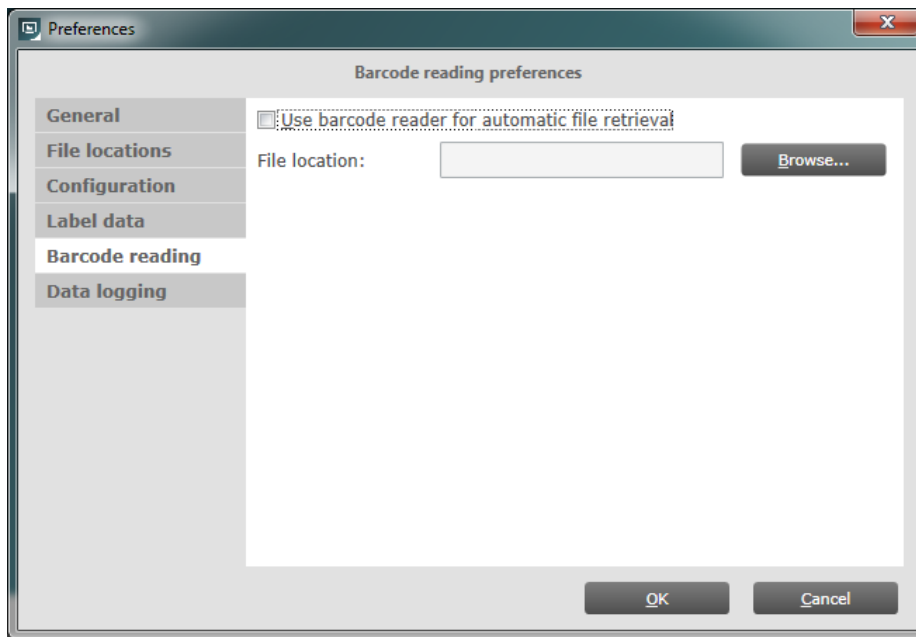 Preferences
Barcode reading preferences
General
File locations
Configuration
Label data
Barcode reading
Data logging
Use barcode reader for automatic file retrieval
File location:
Browse...
OK
Cancel